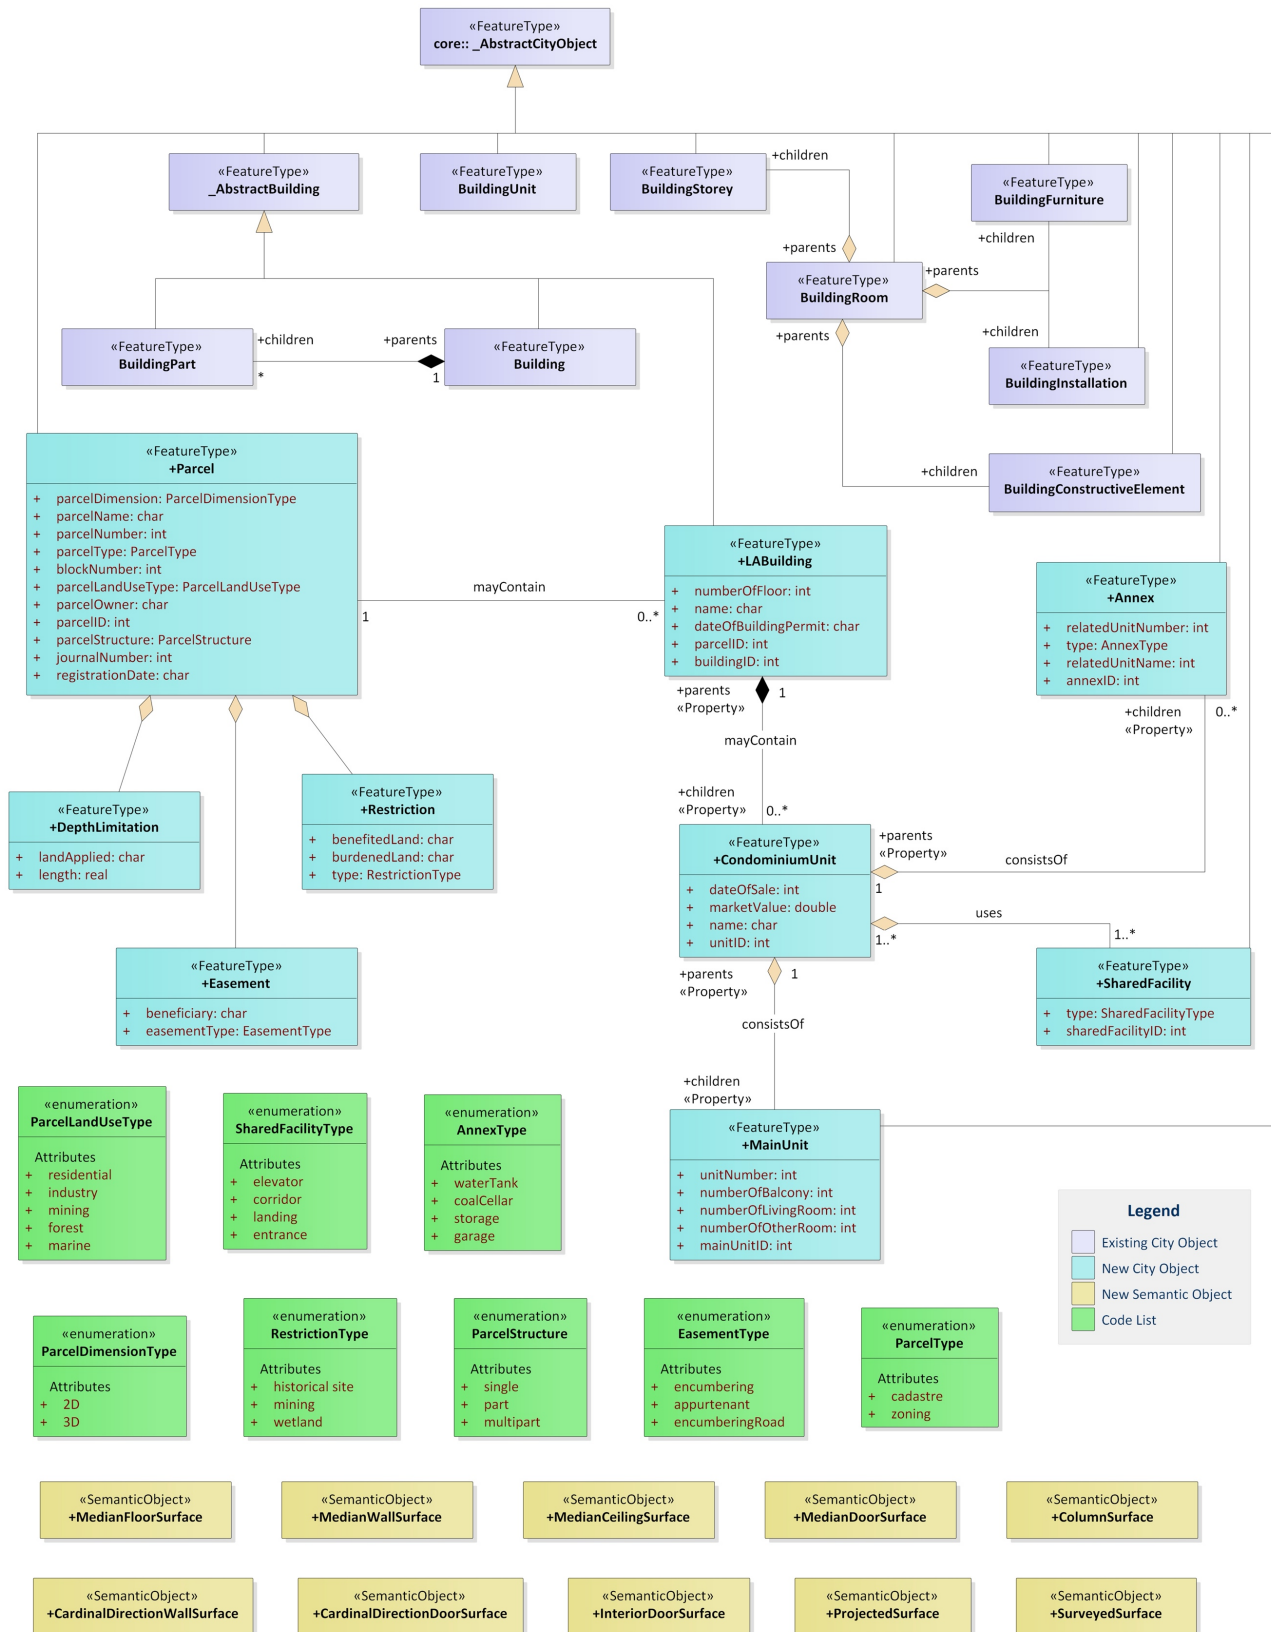 «FeatureType»
core:: _AbstractCityObject
«FeatureType»
_AbstractBuilding
«FeatureType»
BuildingUnit
«FeatureType»
BuildingStorey
+children
«FeatureType»
BuildingFurniture
+children
+parents
«FeatureType»
BuildingRoom
+parents
+parents
+children
«FeatureType»
BuildingInstallation
«FeatureType»
BuildingPart
+children
*
+parents
1
«FeatureType»
Building
+children
«FeatureType»
BuildingConstructiveElement
«FeatureType»
+Parcel
+ parcelDimension: ParcelDimensionType
+ parcelName: char
+ parcelNumber: int
+ parcelType: ParcelType
+ blockNumber: int
+ parcelLandUseType: ParcelLandUseType
+ parcelOwner: char
+ parcelID: int
+ parcelStructure: ParcelStructure
+ journalNumber: int
+ registrationDate: char
mayContain
1
0..*
«FeatureType»
+LABuilding
+ numberOfFloor: int
+ name: char
+ dateOfBuildingPermit: char
+ parcelID: int
+ buildingID: int
«FeatureType»
+Annex
+ relatedUnitNumber: int
+ type: AnnexType
+ relatedUnitName: int
+ annexID: int
+parents
«Property»
1
mayContain
+children
«Property»
0..*
+children
«Property»
0..*
«FeatureType»
+DepthLimitation
+ landApplied: char
+ length: real
«FeatureType»
+Restriction
+ benefitedLand: char
+ burdenedLand: char
+ type: RestrictionType
«FeatureType»
+CondominiumUnit
+ dateOfSale: int
+ marketValue: double
+ name: char
+ unitID: int
+parents
«Property»
1
consistsOf
uses
1..*
1..*
«FeatureType»
+Easement
+ beneficiary: char
+ easementType: EasementType
+parents
«Property»
1
consistsOf
+children
«Property»
«FeatureType»
+SharedFacility
+ type: SharedFacilityType
+ sharedFacilityID: int
«enumeration»
ParcelLandUseType
Attributes
+ residential
+ industry
+ mining
+ forest
+ marine
«enumeration»
SharedFacilityType
Attributes
+ elevator
+ corridor
+ landing
+ entrance
«enumeration»
AnnexType
Attributes
+ waterTank
+ coalCellar
+ storage
+ garage
«FeatureType»
+MainUnit
+ unitNumber: int
+ numberOfBalcony: int
+ numberOfLivingRoom: int
+ numberOfOtherRoom: int
+ mainUnitID: int
Legend
Existing City Object
New City Object
New Semantic Object
Code List
«enumeration»
ParcelDimensionType
Attributes
+ 2D
+ 3D
«enumeration»
RestrictionType
Attributes
+ historical site
+ mining
+ wetland
«enumeration»
ParcelStructure
Attributes
+ single
+ part
+ multipart
«enumeration»
EasementType
Attributes
+ encumbering
+ appurtenant
+ encumberingRoad
«enumeration»
ParcelType
Attributes
+ cadastre
+ zoning
«SemanticObject»
+MedianFloorSurface
«SemanticObject»
+MedianWallSurface
«SemanticObject»
+MedianCeilingSurface
«SemanticObject»
+MedianDoorSurface
«SemanticObject»
+ColumnSurface
«SemanticObject»
+CardinalDirectionWallSurface
«SemanticObject»
+CardinalDirectionDoorSurface
«SemanticObject»
+InteriorDoorSurface
«SemanticObject»
+ProjectedSurface
«SemanticObject»
+SurveyedSurface